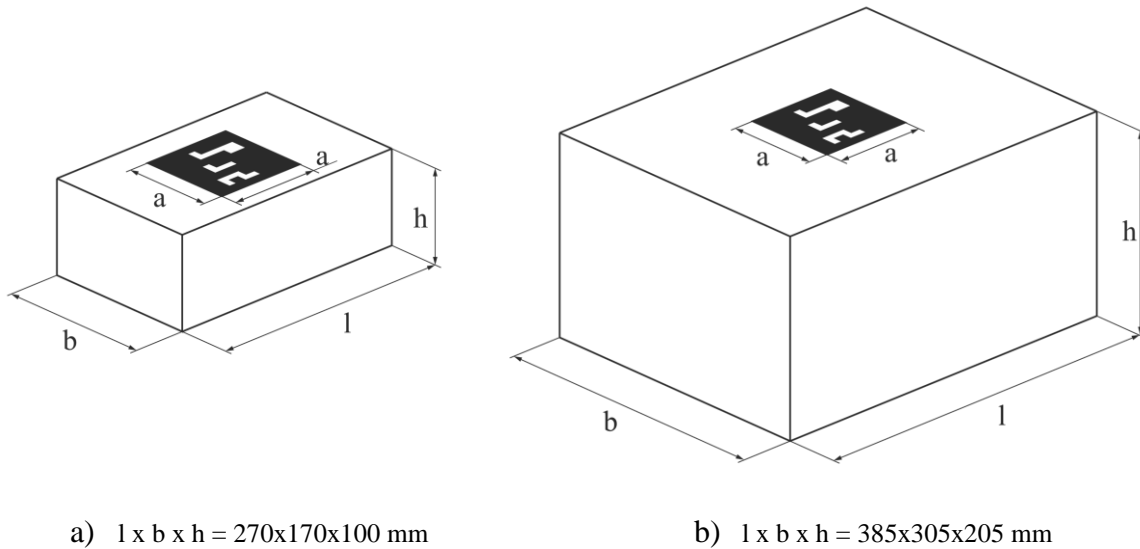 a
a
h
b
l
a
a
h
b
l
a) l x b x h = 270x170x100 mm
b) l x b x h = 385x305x205 mm